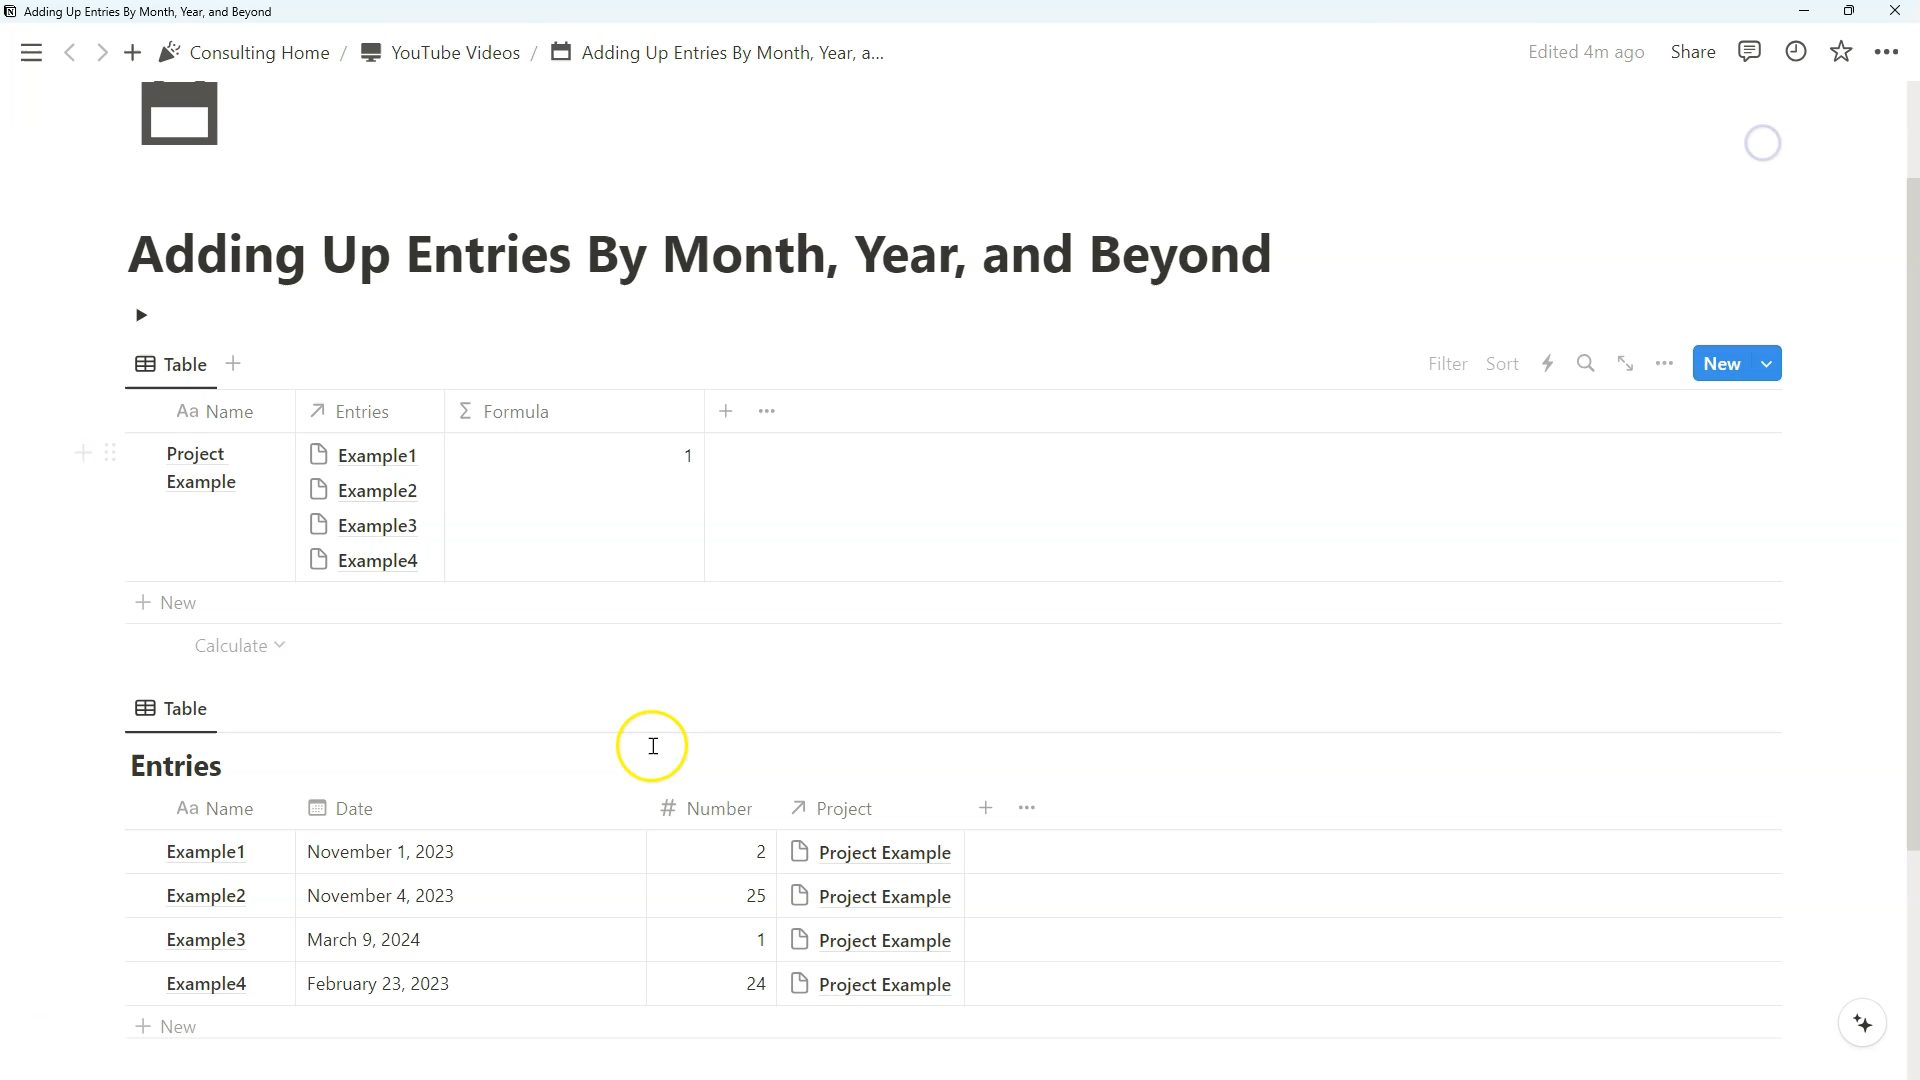 Adding Up Entries By Month, Year, and Beyond
Consulting Home / YouTube Videos / Adding Up Entries By Month, Year, a... Edited 4m ago Share
Adding Up Entries By Month, Year, and Beyond
Table Filter Sort New
Aa Name Entries Σ Formula
Project Example1 1
Example Example2
Example3
Example4
+ New
Calculate
Table
Entries
Aa Name Date # Number Project
Example1 November 1, 2023 2 Project Example
Example2 November 4, 2023 25 Project Example
Example3 March 9, 2024 1 Project Example
Example4 February 23, 2023 24 Project Example
+ New